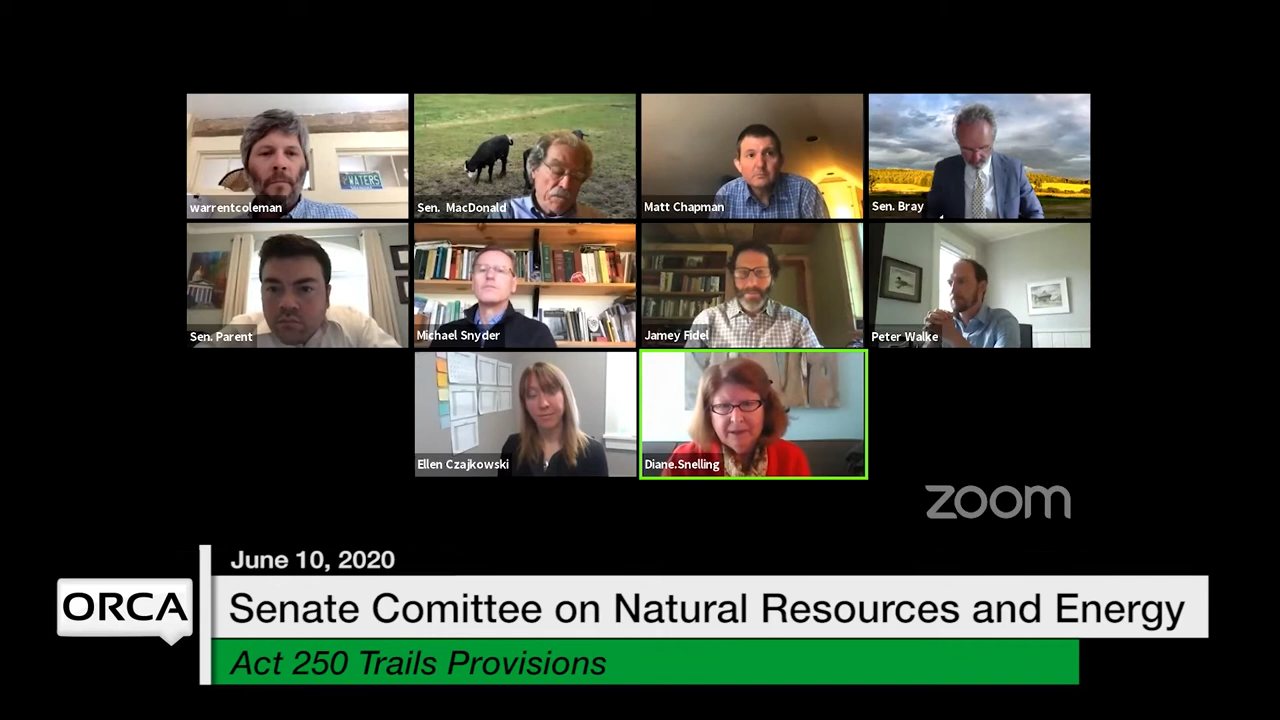 warrentcoleman
Sen. MacDonald
Matt Chapman
Sen. Bray
WATERS
Sen. Parent
Michael Snyder
Jamey Fidel
Peter Walke
Ellen Czajkowski
Diane.Snelling
zoom
June 10, 2020
ORCA
Senate Comittee on Natural Resources and Energy
Act 250 Trails Provisions